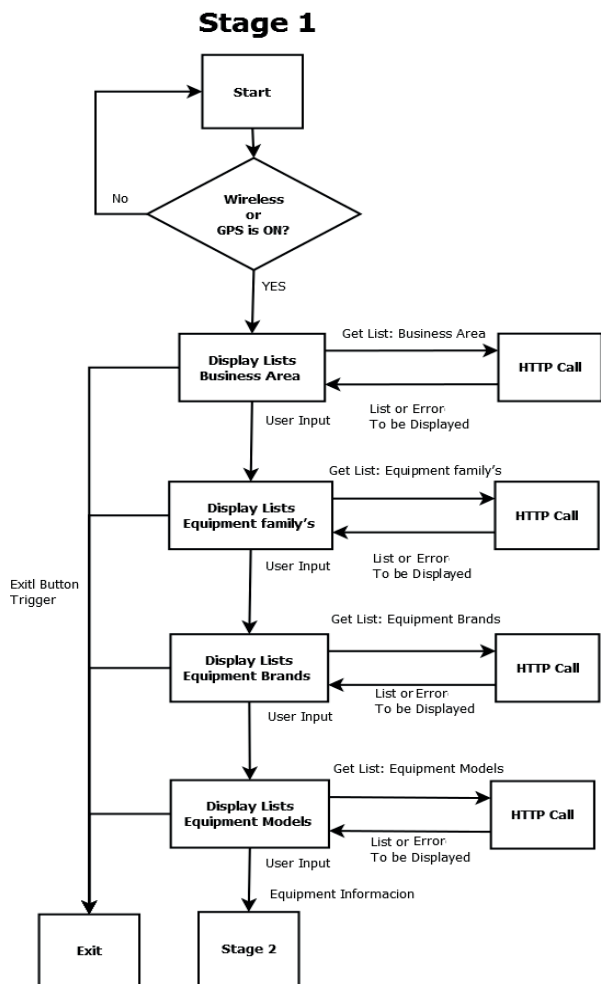 Stage 1
Start
No
Wireless
or
GPS is ON?
YES
Get List: Business Area
Display Lists
Business Area
HTTP Call
List or Error
To be Displayed
User Input
Get List: Equipment family's
Display Lists
Equipment family's
HTTP Call
List or Error
To be Displayed
User Input
Exitl Button
Trigger
Get List: Equipment Brands
Display Lists
Equipment Brands
HTTP Call
List or Error
To be Displayed
User Input
Get List: Equipment Models
Display Lists
Equipment Models
HTTP Call
List or Error
To be Displayed
User Input
Equipment Informacion
Exit
Stage 2